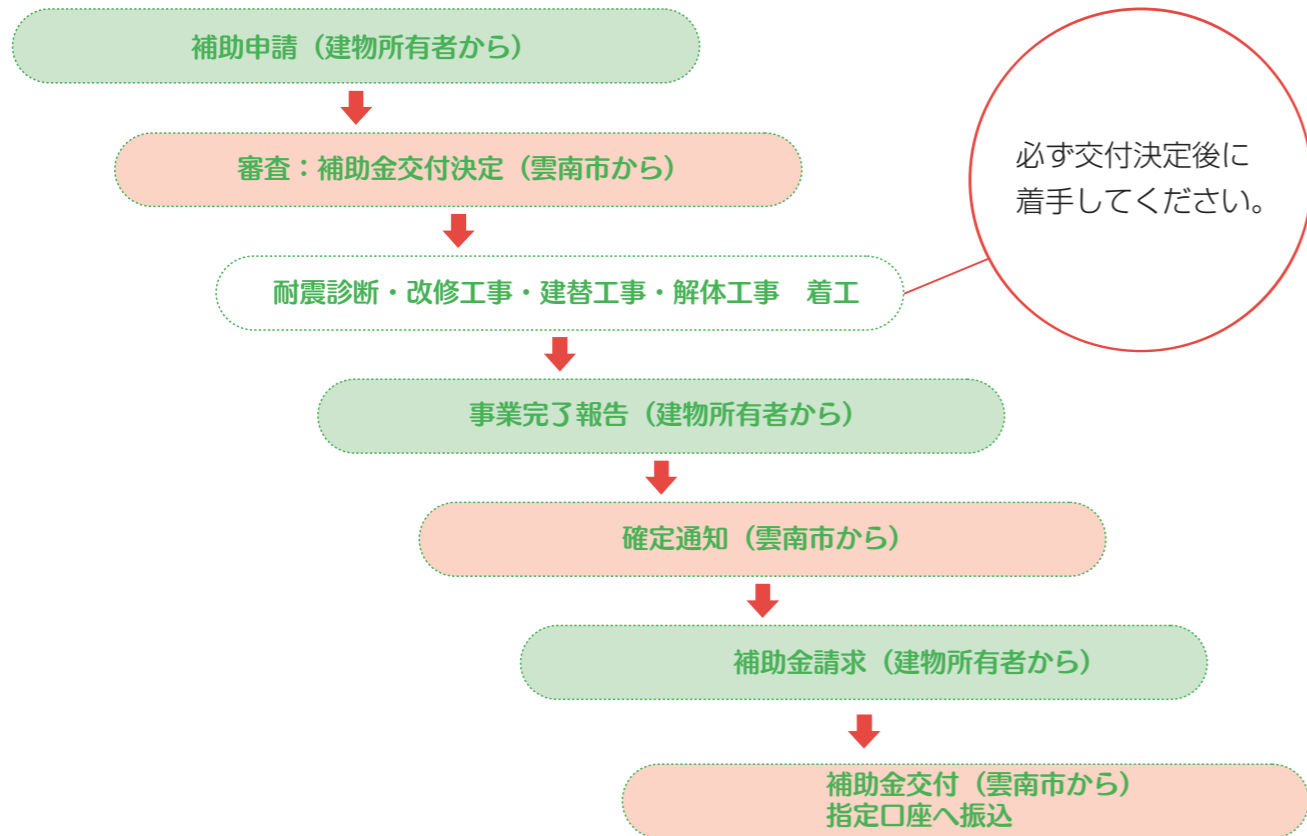 補助申請（建物所有者から）
審査：補助金交付決定（雲南市から）
必ず交付決定後に
着手してください。
耐震診断・改修工事・建替工事・解体工事　着工
事業完了報告（建物所有者から）
確定通知（雲南市から）
補助金請求（建物所有者から）
補助金交付（雲南市から）
指定口座へ振込